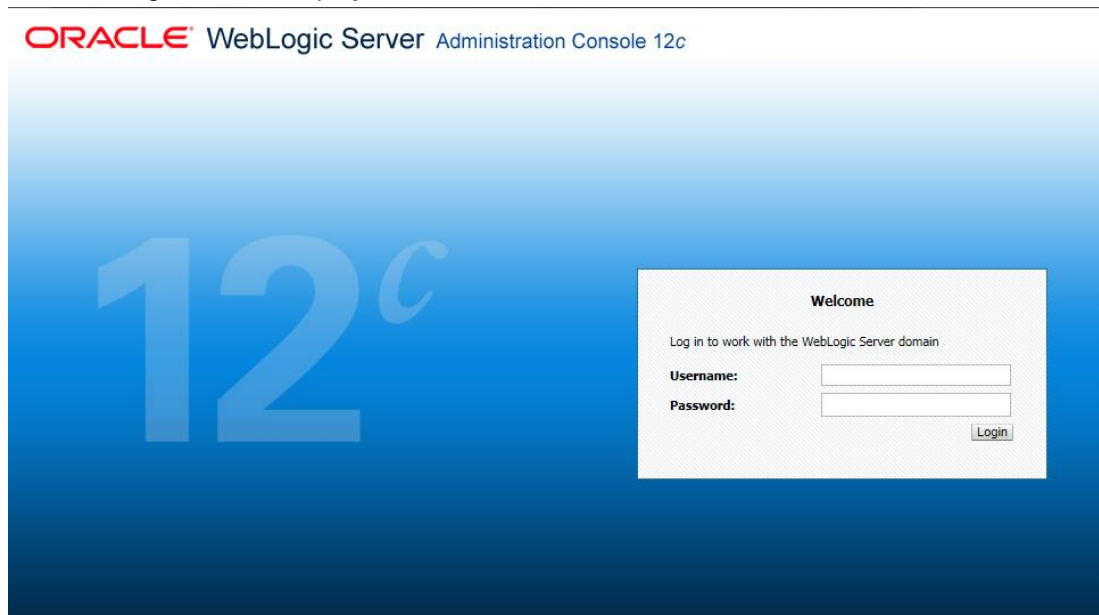 ORACLE WebLogic Server Administration Console 12c
12c
Welcome
Log in to work with the WebLogic Server domain
Username:
Password:
Login